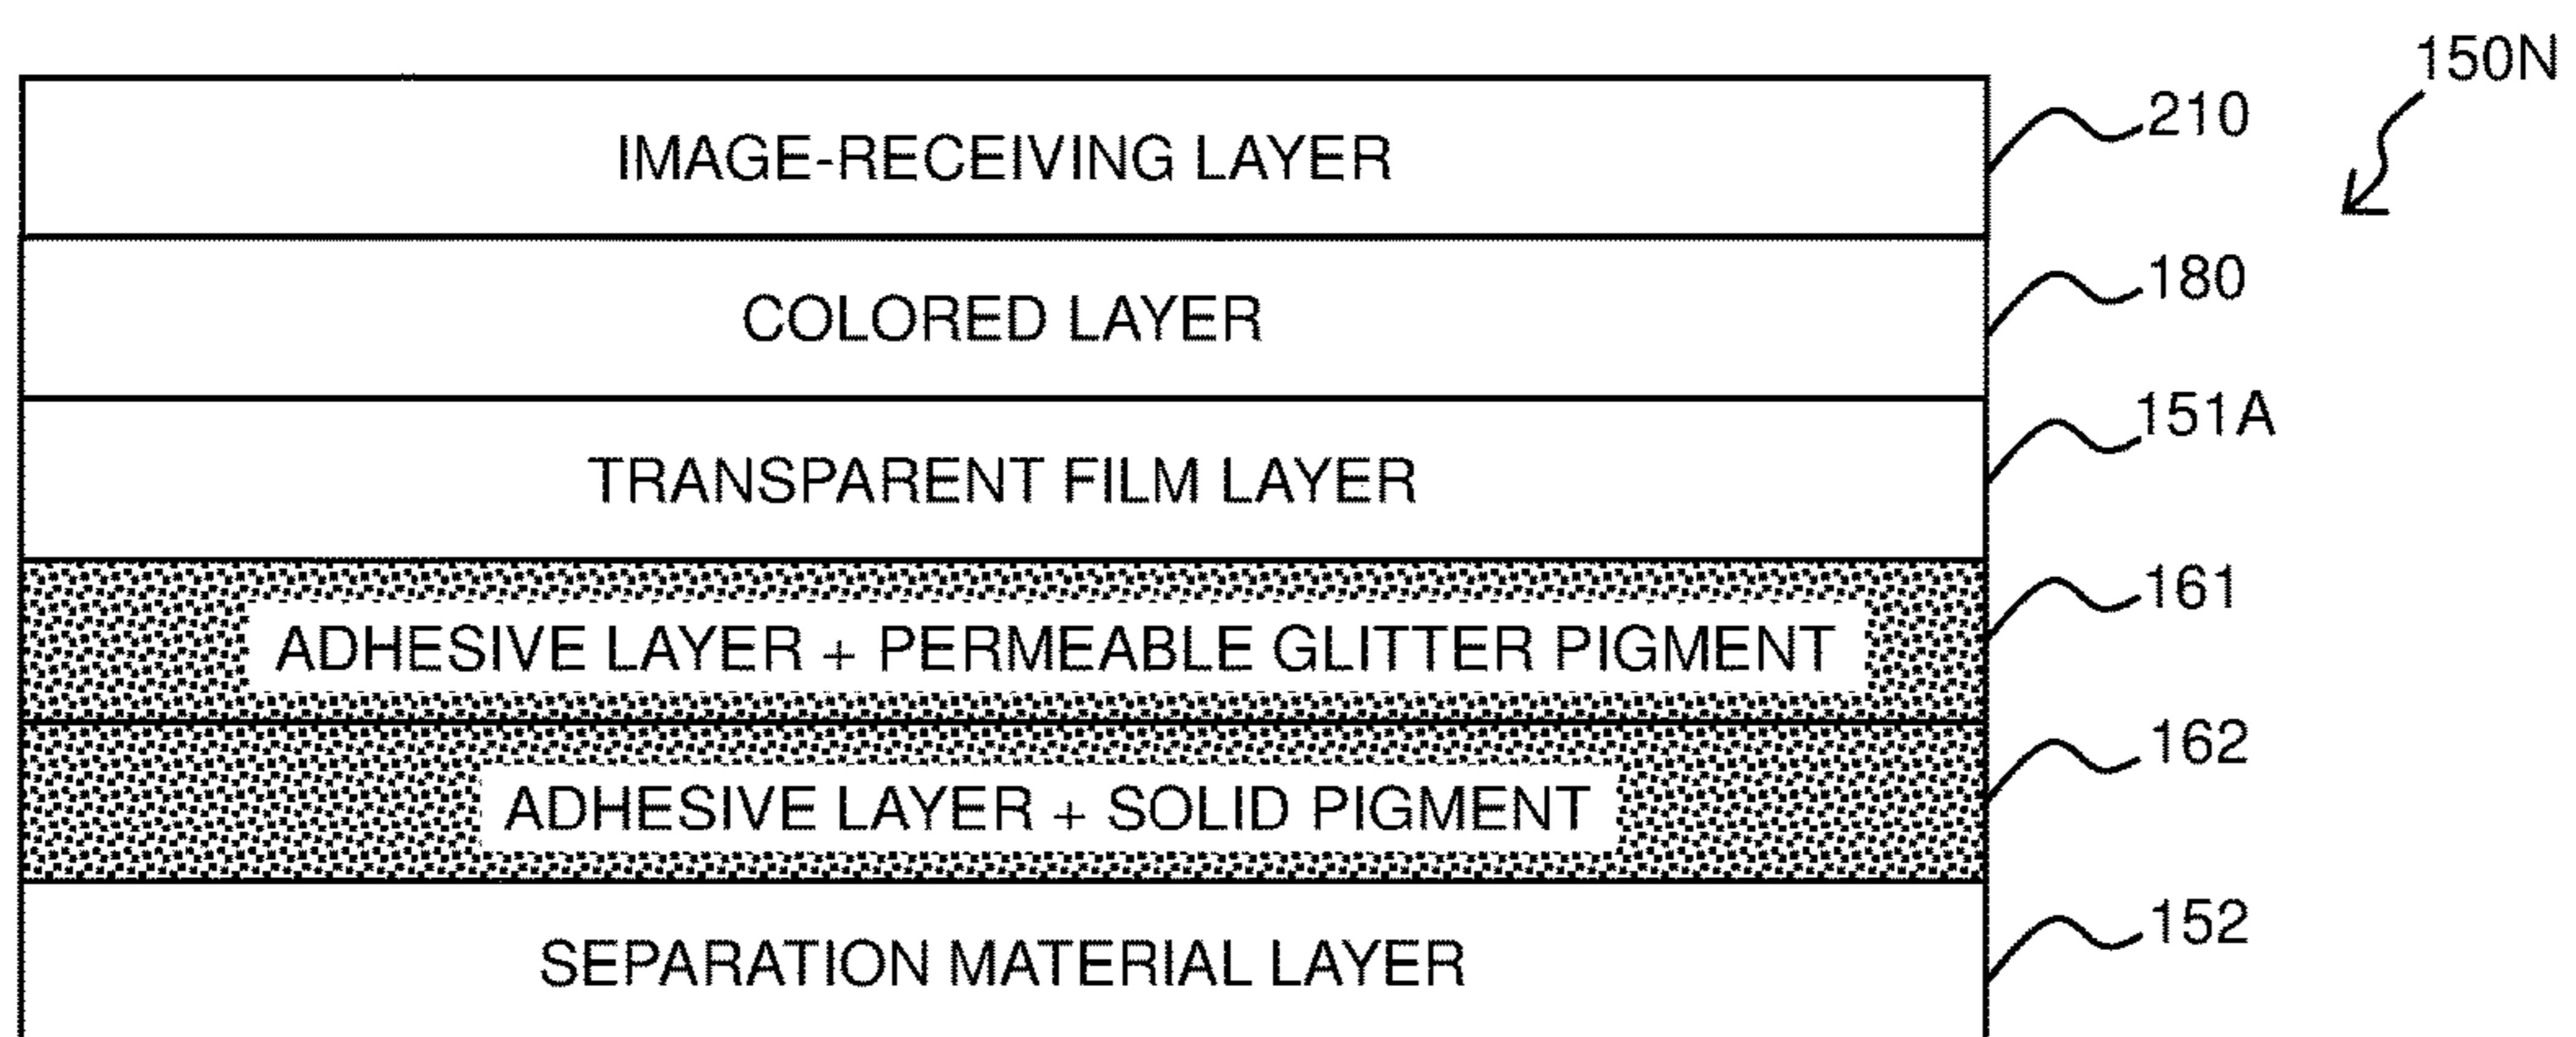 150N
IMAGE-RECEIVING LAYER 210
COLORED LAYER 180
TRANSPARENT FILM LAYER 151A
ADHESIVE LAYER + PERMEABLE GLITTER PIGMENT 161
ADHESIVE LAYER + SOLID PIGMENT 162
SEPARATION MATERIAL LAYER 152